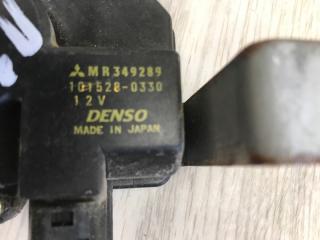 MR349289
101528-0330
12V
DENSO
MADE IN JAPAN